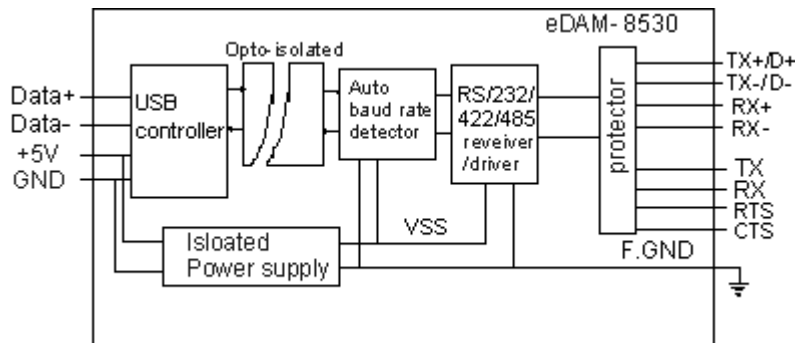 eDAM-8530
Opto-isolated
Data+
Data-
+5V
GND
USB
controller
Auto
baud rate
detector
RS/232/
422/485
reveiver
/driver
protector
TX+/D+
TX-/D-
RX+
RX-
TX
RX
RTS
CTS
Isloated
Power supply
VSS
F.GND